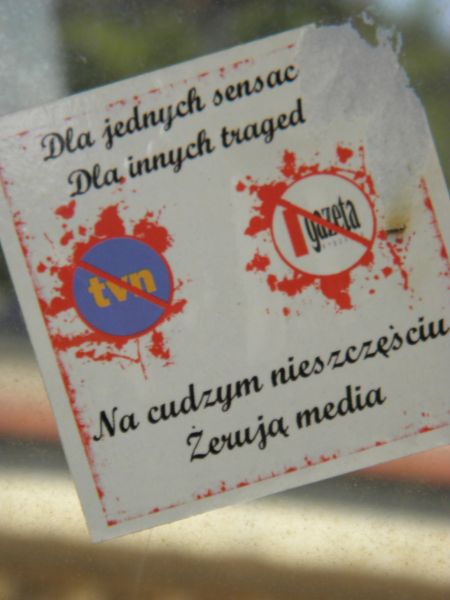 Dla jednych sensac
Dla innych traged
tvn
gazeta
Na cudzym nieszczęściu
Żerują media